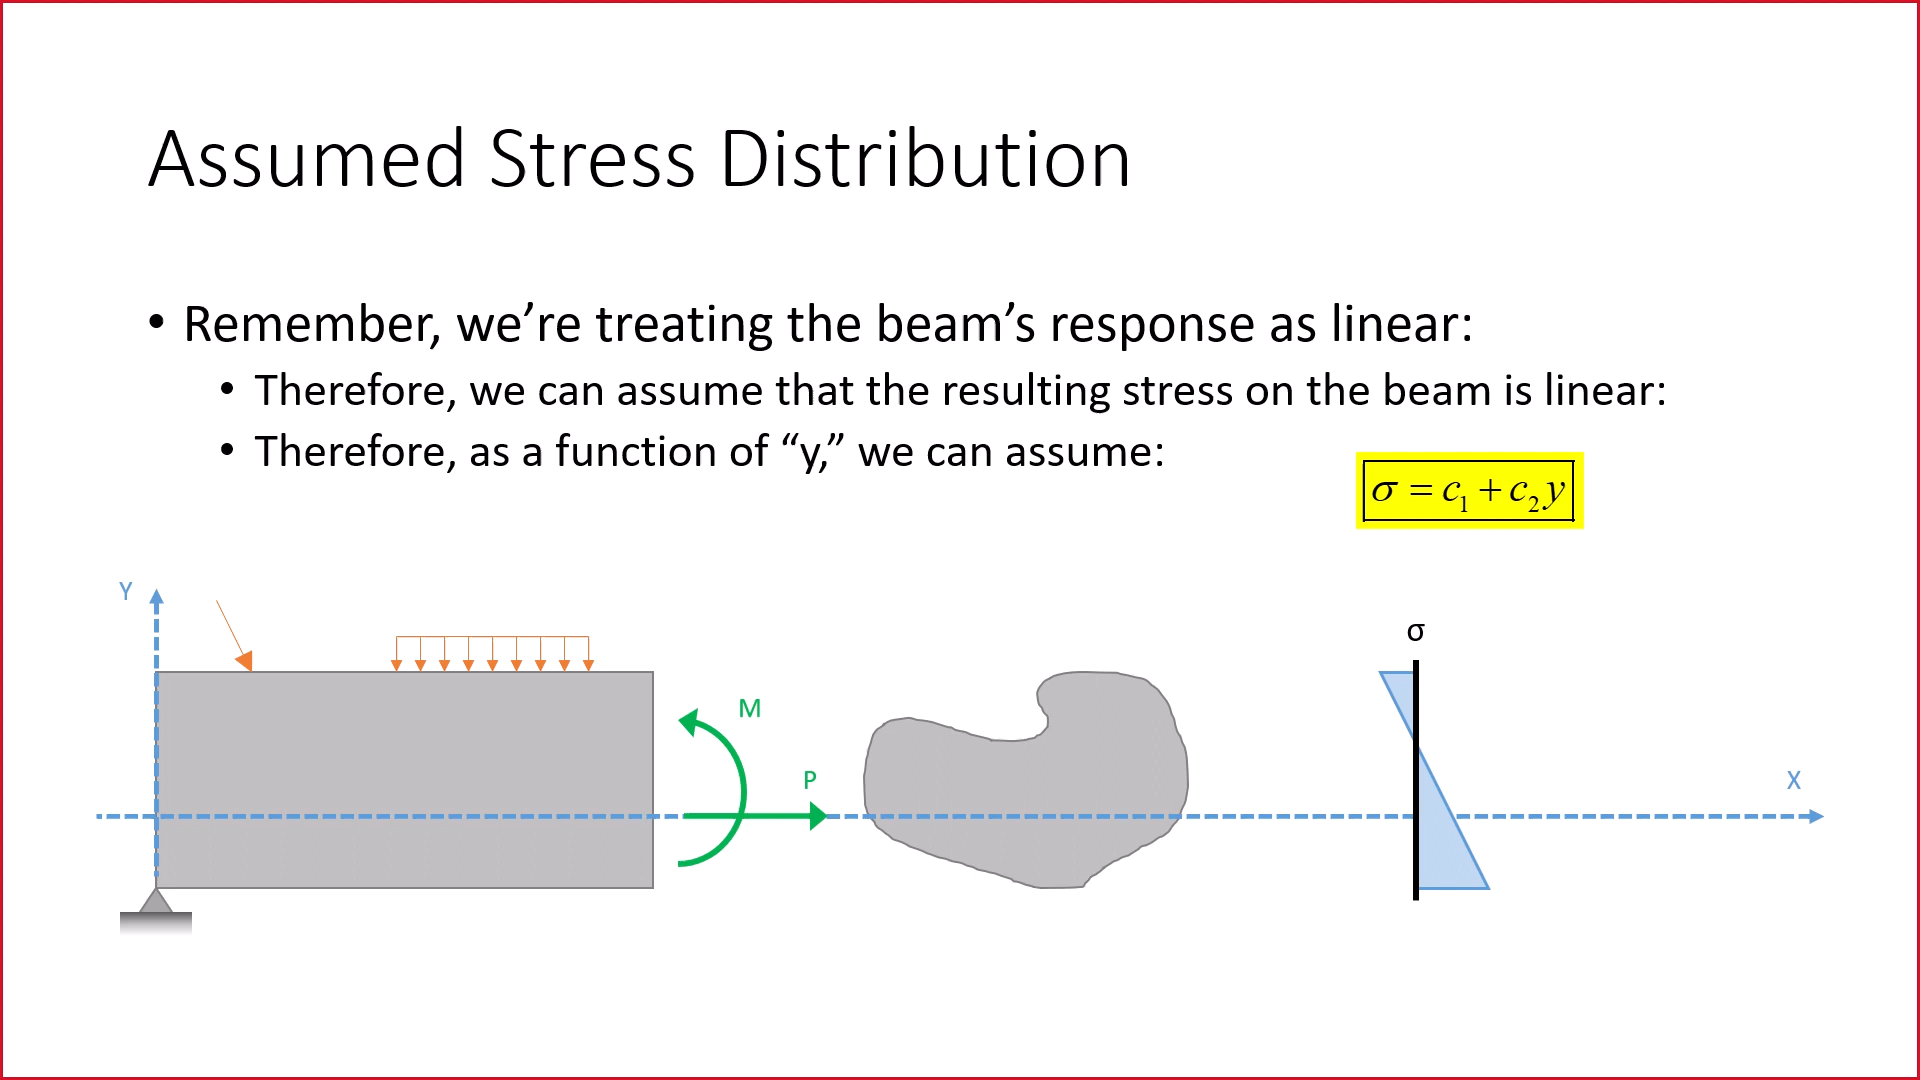 Assumed Stress Distribution
• Remember, we’re treating the beam’s response as linear:
• Therefore, we can assume that the resulting stress on the beam is linear:
• Therefore, as a function of “y,” we can assume:
σ = c₁ + c₂y
Y
σ
M
P
X